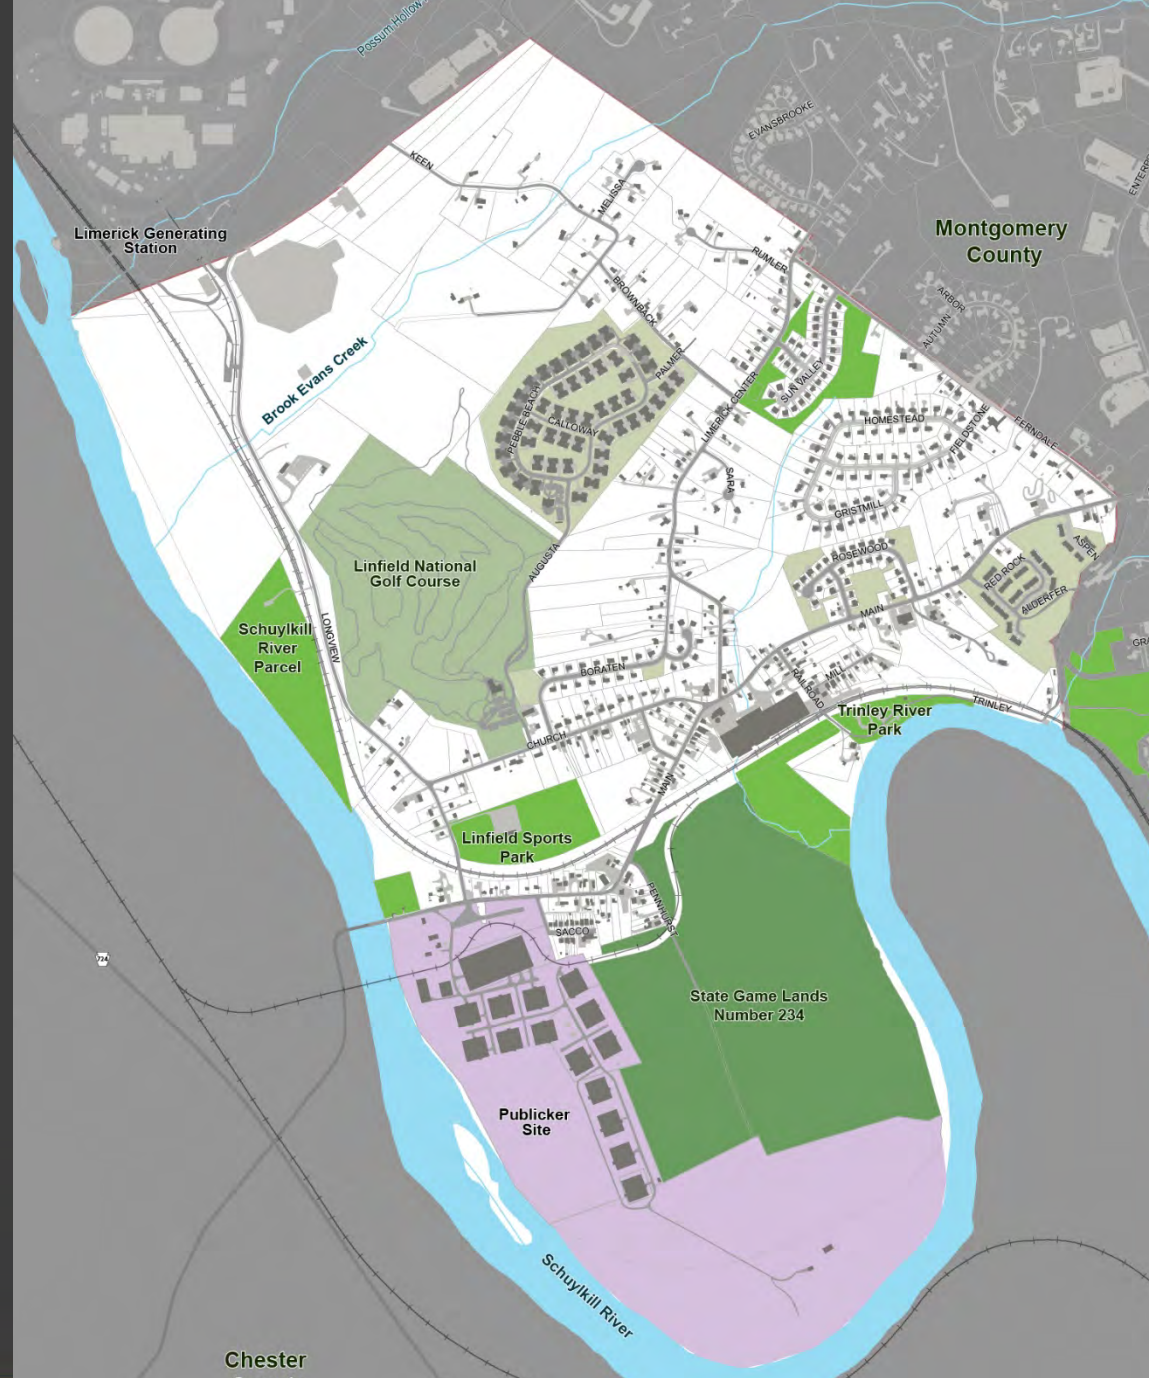 Possum Hollow
EVANSBROOKE
KEEN
MELISSA
Limerick Generating
Station
Montgomery
County
RUMLER
BROWNBACK
ARBOR
AUTUMN
Brook Evans Creek
PALMER
PEBBLE BEACH
SUN VALLEY
LIMERICK CENTER
CALLOWAY
HOMESTEAD
FIELDSTONE
FERNDALE
SARA
GRISTMILL
ROSEWOOD
ASPEN
Linfield National
Golf Course
AUGUSTA
RED ROCK
ALDERFER
MAIN
LONGVIEW
Schuylkill
River
Parcel
BORATEN
RAILROAD
MILL
TRINLEY
Trinley River
Park
CHURCH
MAIN
Linfield Sports
Park
PENNHURST
SACCO
724
State Game Lands
Number 234
Publicker
Site
Schuylkill River
Chester